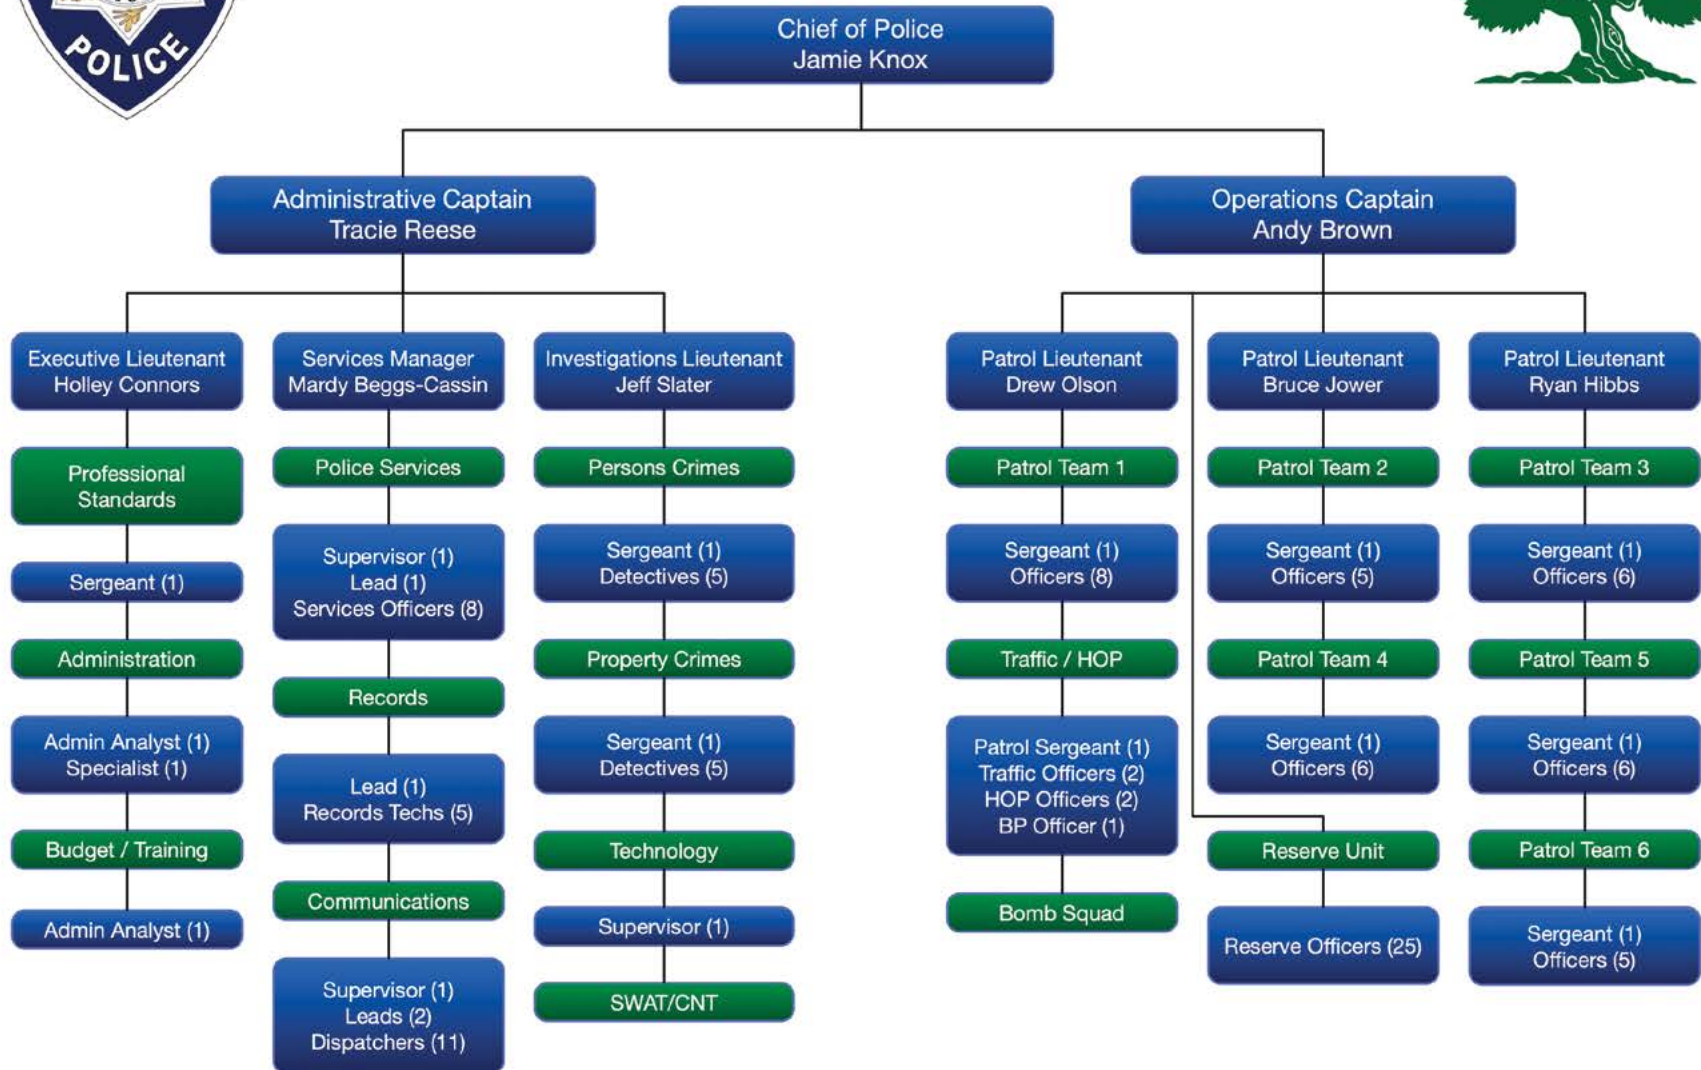 POLICE
Chief of Police
Jamie Knox
Administrative Captain
Tracie Reese
Operations Captain
Andy Brown
Executive Lieutenant
Holley Connors
Professional
Standards
Sergeant (1)
Administration
Admin Analyst (1)
Specialist (1)
Budget / Training
Admin Analyst (1)
Services Manager
Mardy Beggs-Cassin
Police Services
Supervisor (1)
Lead (1)
Services Officers (8)
Records
Lead (1)
Records Techs (5)
Communications
Supervisor (1)
Leads (2)
Dispatchers (11)
Investigations Lieutenant
Jeff Slater
Persons Crimes
Sergeant (1)
Detectives (5)
Property Crimes
Sergeant (1)
Detectives (5)
Technology
Supervisor (1)
SWAT/CNT
Patrol Lieutenant
Drew Olson
Patrol Team 1
Sergeant (1)
Officers (8)
Traffic / HOP
Patrol Sergeant (1)
Traffic Officers (2)
HOP Officers (2)
BP Officer (1)
Bomb Squad
Patrol Lieutenant
Bruce Jower
Patrol Team 2
Sergeant (1)
Officers (5)
Patrol Team 4
Sergeant (1)
Officers (6)
Reserve Unit
Reserve Officers (25)
Patrol Lieutenant
Ryan Hibbs
Patrol Team 3
Sergeant (1)
Officers (6)
Patrol Team 5
Sergeant (1)
Officers (6)
Patrol Team 6
Sergeant (1)
Officers (5)